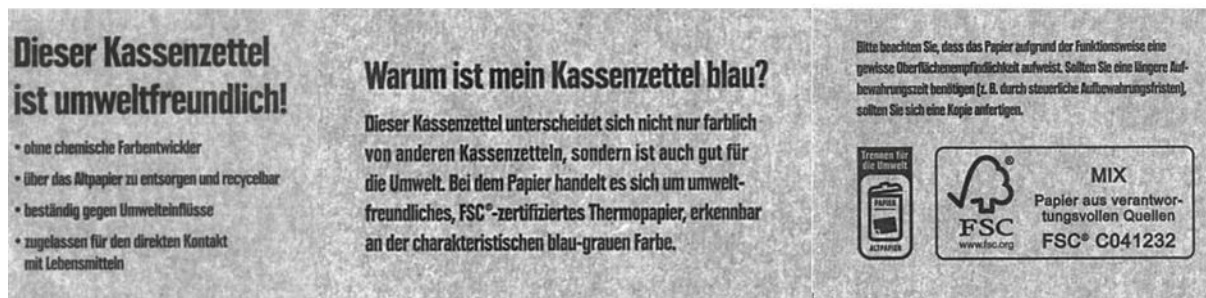 Dieser Kassenzettel
ist umweltfreundlich!
• ohne chemische Farbentwickler
• über das Altpapier zu entsorgen und recycelbar
• beständig gegen Umwelteinflüsse
• zugelassen für den direkten Kontakt
mit Lebensmitteln
Warum ist mein Kassenzettel blau?
Dieser Kassenzettel unterscheidet sich nicht nur farblich
von anderen Kassenzetteln, sondern ist auch gut für
die Umwelt. Bei dem Papier handelt es sich um umwelt-
freundliches, FSC®-zertifiziertes Thermopapier, erkennbar
an der charakteristischen blau-grauen Farbe.
Bitte beachten Sie, dass das Papier aufgrund der Funktionsweise eine
gewisse Oberflächenempfindlichkeit aufweist. Sollten Sie eine längere Auf-
bewahrungszeit benötigen (z. B. durch steuerliche Aufbewahrungsfristen),
sollten Sie sich eine Kopie anfertigen.
Trennen für
die Umwelt
PAPIER
ALTPAPIER
®
FSC
www.fsc.org
MIX
Papier aus verantwor-
tungsvollen Quellen
FSC® C041232